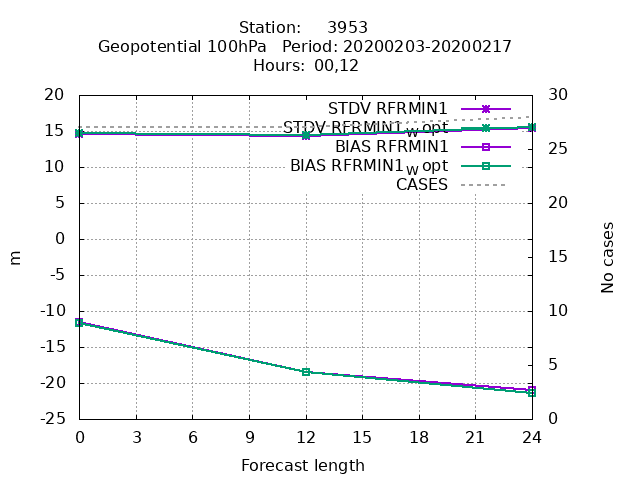 Station: 3953
Geopotential 100hPa Period: 20200203-20200217
Hours: 00,12
20 30
15 25
10 20
5 15
0 10
-5 5
-10 0
-15
-20
-25
m
No cases
STDV RFRMIN1
STDV RFRMIN1_W opt
BIAS RFRMIN1
BIAS RFRMIN1_W opt
CASES
0 3 6 9 12 15 18 21 24
Forecast length